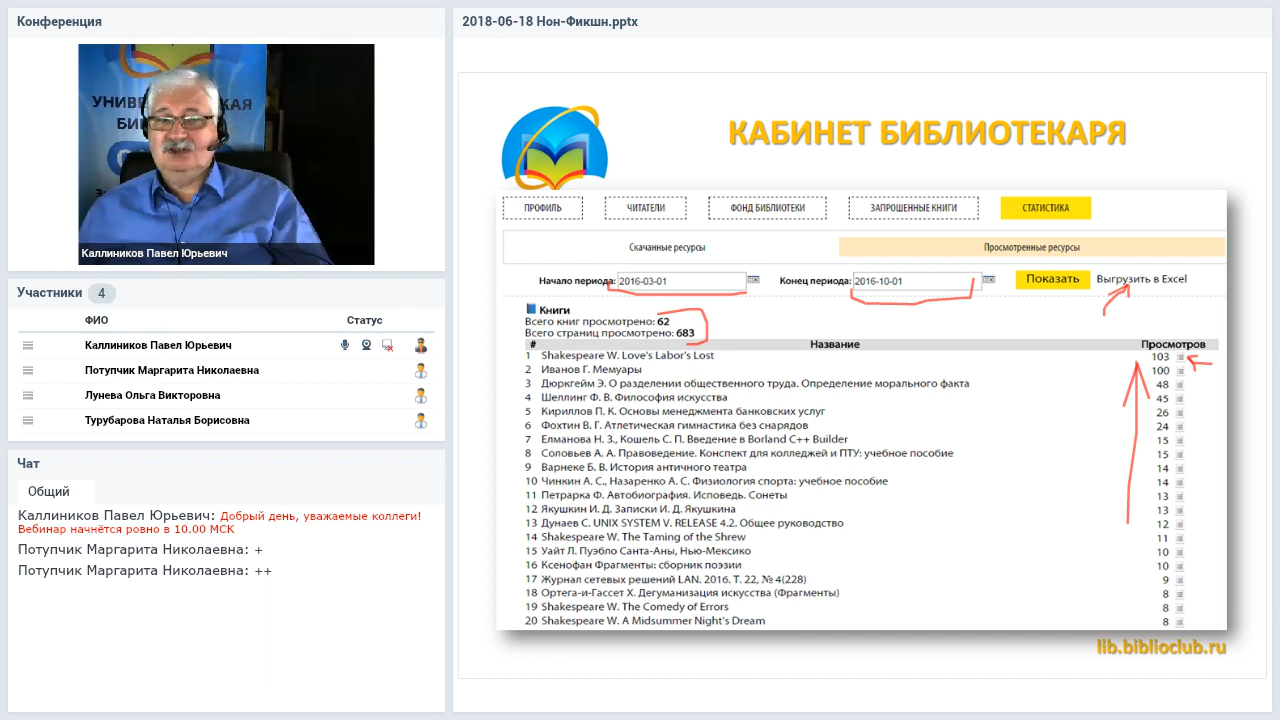 Конференция
УНИВЕРСИТЕТСКАЯ
Каллиников Павел Юрьевич
Участники 4
ФИО Статус
Каллиников Павел Юрьевич
Потупчик Маргарита Николаевна
Лунева Ольга Викторовна
Турубарова Наталья Борисовна
Чат
Общий
Каллиников Павел Юрьевич: Добрый день, уважаемые коллеги!
Вебинар начнётся ровно в 10.00 МСК
Потупчик Маргарита Николаевна: +
Потупчик Маргарита Николаевна: ++
2018-06-18 Нон-Фикшн.pptx
КАБИНЕТ БИБЛИОТЕКАРЯ
ПРОФИЛЬ ЧИТАТЕЛИ ФОНД БИБЛИОТЕКИ ЗАПРОШЕННЫЕ КНИГИ СТАТИСТИКА
Скачанные ресурсы Просмотренные ресурсы
Начало периода: 2016-03-01 Конец периода: 2016-10-01 Показать Выгрузить в Excel
Книги
Всего книг просмотрено: 62
Всего страниц просмотрено: 683
# Название Просмотров
1 Shakespeare W. Love's Labor's Lost 103
2 Иванов Г. Мемуары 100
3 Дюркгейм Э. О разделении общественного труда. Определение морального факта 48
4 Шеллинг Ф. В. Философия искусства 45
5 Кириллов П. К. Основы менеджмента банковских услуг 26
6 Фохтин В. Г. Атлетическая гимнастика без снарядов 24
7 Елманова Н. З., Кошель С. П. Введение в Borland C++ Builder 15
8 Соловьев А. А. Правоведение. Конспект для колледжей и ПТУ: учебное пособие 15
9 Варнеке Б. В. История античного театра 14
10 Чинкин А. С., Назаренко А. С. Физиология спорта: учебное пособие 14
11 Петрарка Ф. Автобиография. Исповедь. Сонеты 13
12 Якушкин И. Д. Записки И. Д. Якушкина 13
13 Дунаев С. UNIX SYSTEM V. RELEASE 4.2. Общее руководство 12
14 Shakespeare W. The Taming of the Shrew 11
15 Уайт Л. Пуэбло Санта-Аны, Нью-Мексико 10
16 Ксенофан Фрагменты: сборник поэзии 10
17 Журнал сетевых решений LAN. 2016. Т. 22, № 4(228) 9
18 Ортега-и-Гассет Х. Дегуманизация искусства (Фрагменты) 8
19 Shakespeare W. The Comedy of Errors 8
20 Shakespeare W. A Midsummer Night's Dream 8
lib.biblioclub.ru